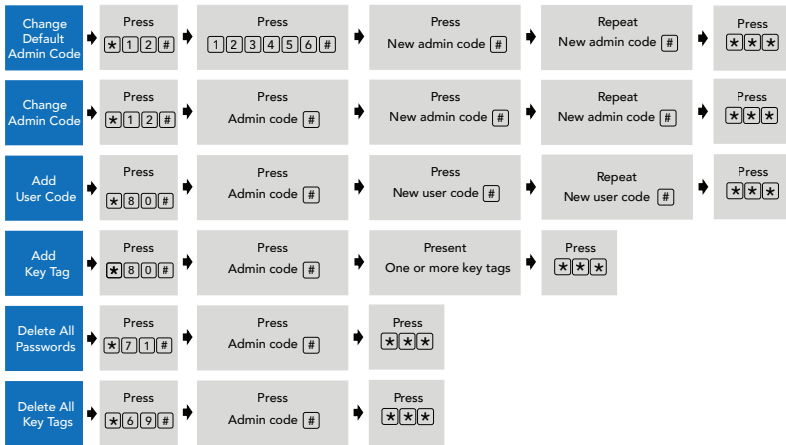 Change
Default
Admin Code
Press
*12#
Press
123456#
Press
New admin code #
Repeat
New admin code #
Press
***
Change
Admin Code
Press
*12#
Press
Admin code #
Press
New admin code #
Repeat
New admin code #
Press
***
Add
User Code
Press
*80#
Press
Admin code #
Press
New user code #
Repeat
New user code #
Press
***
Add
Key Tag
Press
*80#
Press
Admin code #
Present
One or more key tags
Press
***
Delete All
Passwords
Press
*71#
Press
Admin code #
Press
***
Delete All
Key Tags
Press
*69#
Press
Admin code #
Press
***